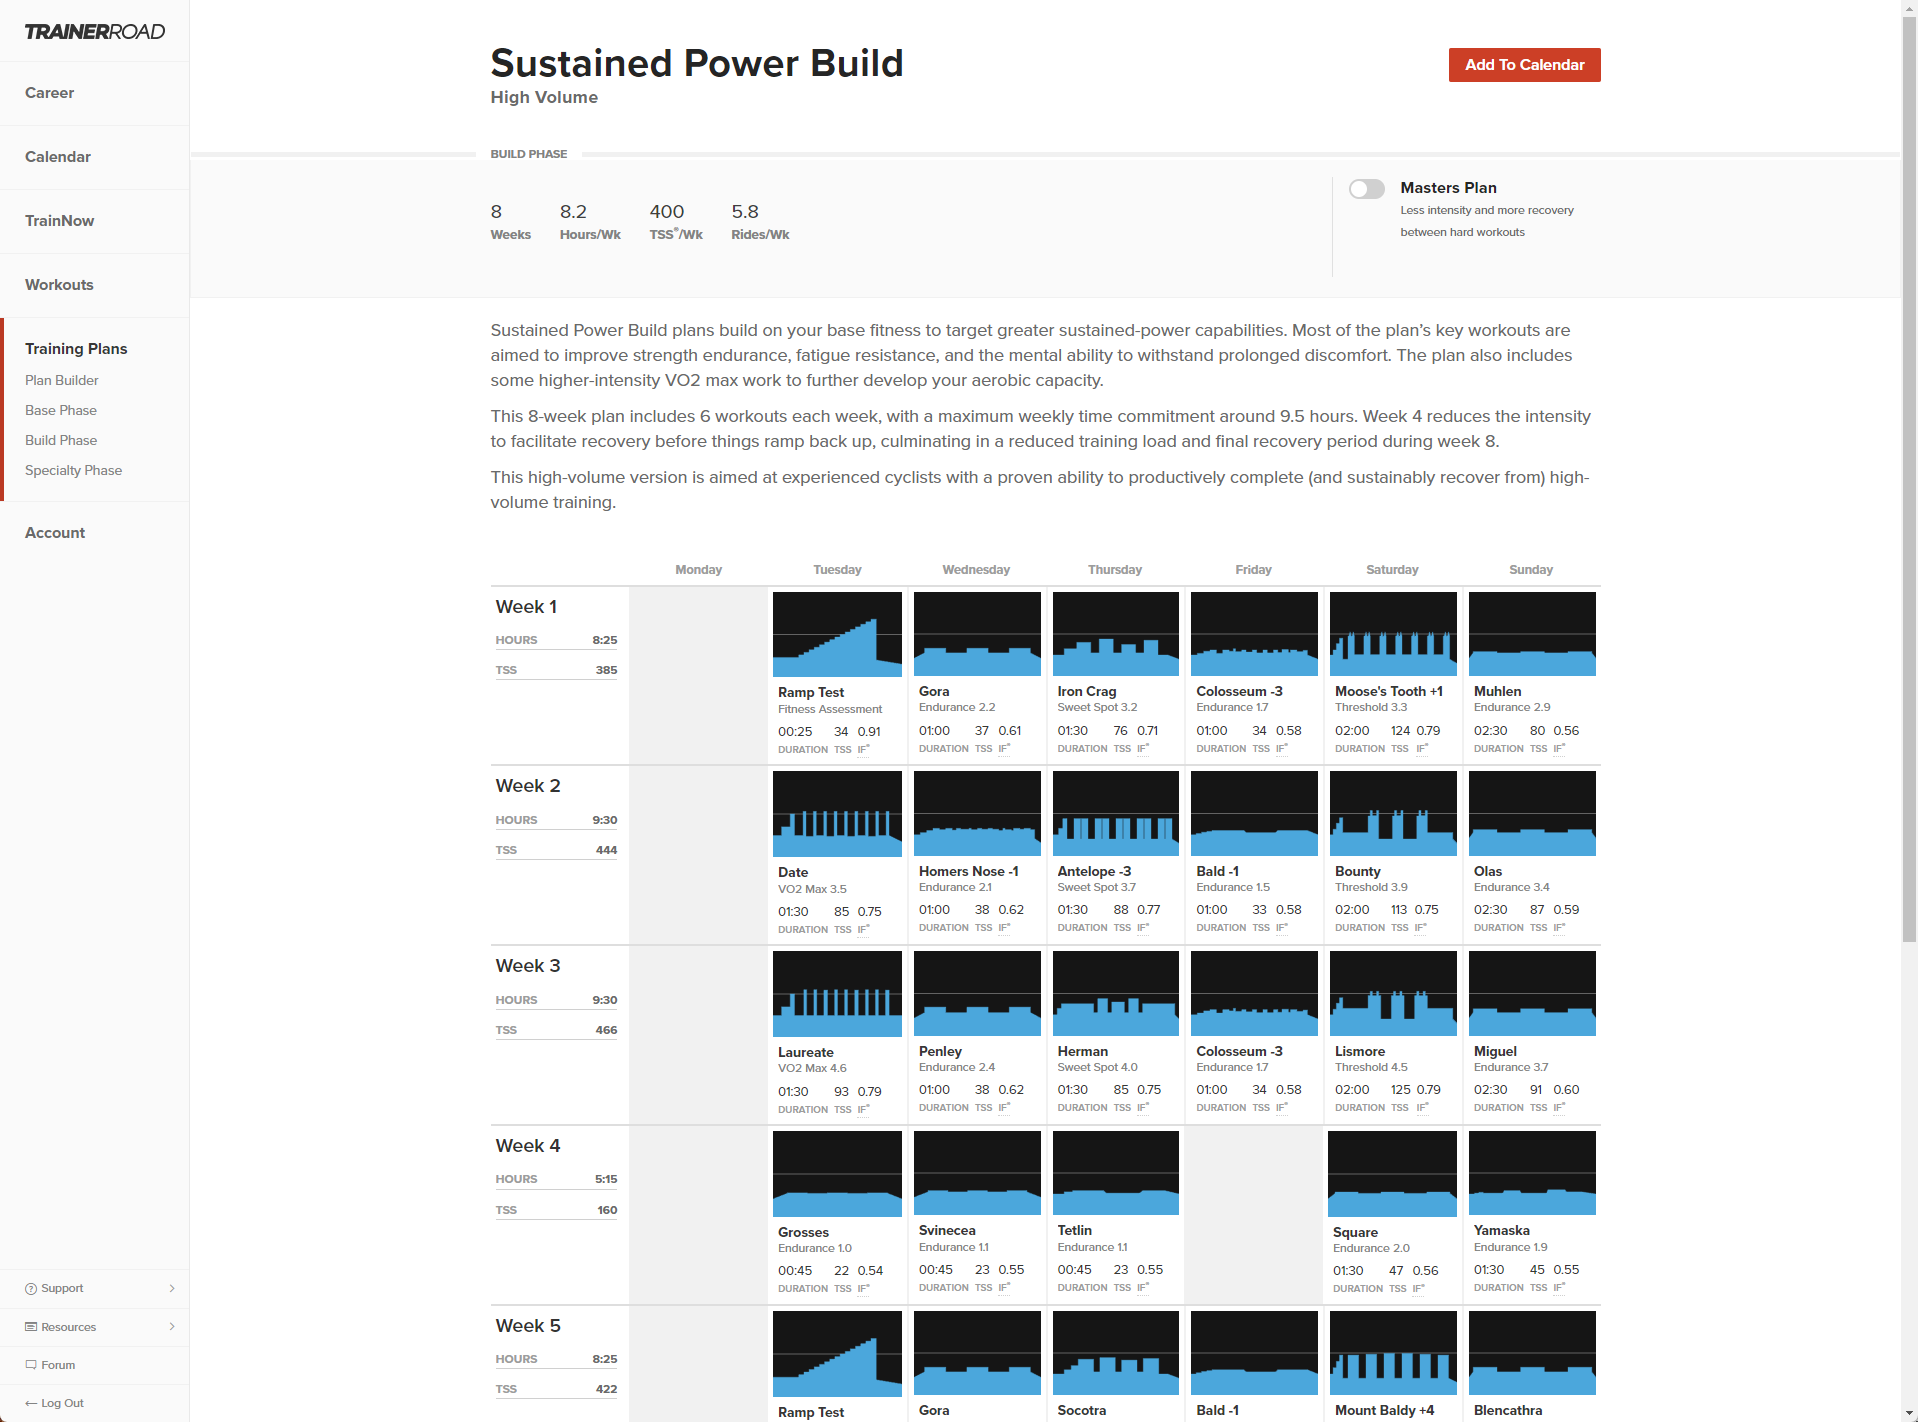 TRAINERROAD
Career
Calendar
TrainNow
Workouts
Training Plans
Plan Builder
Base Phase
Build Phase
Specialty Phase
Account
Support
Resources
Forum
Log Out
Sustained Power Build
High Volume
Add To Calendar
BUILD PHASE
8 8.2 400 5.8
Weeks Hours/Wk TSS®/Wk Rides/Wk
Masters Plan
Less intensity and more recovery
between hard workouts
Sustained Power Build plans build on your base fitness to target greater sustained-power capabilities. Most of the plan’s key workouts are
aimed to improve strength endurance, fatigue resistance, and the mental ability to withstand prolonged discomfort. The plan also includes
some higher-intensity VO2 max work to further develop your aerobic capacity.
This 8-week plan includes 6 workouts each week, with a maximum weekly time commitment around 9.5 hours. Week 4 reduces the intensity
to facilitate recovery before things ramp back up, culminating in a reduced training load and final recovery period during week 8.
This high-volume version is aimed at experienced cyclists with a proven ability to productively complete (and sustainably recover from) high-
volume training.
Monday Tuesday Wednesday Thursday Friday Saturday Sunday
Week 1
HOURS 8:25
TSS 385
Ramp Test Gora Iron Crag Colosseum -3 Moose's Tooth +1 Muhlen
Fitness Assessment Endurance 2.2 Sweet Spot 3.2 Endurance 1.7 Threshold 3.3 Endurance 2.9
00:25 34 0.91 01:00 37 0.61 01:30 76 0.71 01:00 34 0.58 02:00 124 0.79 02:30 80 0.56
DURATION TSS IF® DURATION TSS IF® DURATION TSS IF® DURATION TSS IF® DURATION TSS IF® DURATION TSS IF®
Week 2
HOURS 9:30
TSS 444
Date Homers Nose -1 Antelope -3 Bald -1 Bounty Olas
VO2 Max 3.5 Endurance 2.1 Sweet Spot 3.7 Endurance 1.5 Threshold 3.9 Endurance 3.4
01:30 85 0.75 01:00 38 0.62 01:30 88 0.77 01:00 33 0.58 02:00 113 0.75 02:30 87 0.59
DURATION TSS IF® DURATION TSS IF® DURATION TSS IF® DURATION TSS IF® DURATION TSS IF® DURATION TSS IF®
Week 3
HOURS 9:30
TSS 466
Laureate Penley Herman Colosseum -3 Lismore Miguel
VO2 Max 4.6 Endurance 2.4 Sweet Spot 4.0 Endurance 1.7 Threshold 4.5 Endurance 3.7
01:30 93 0.79 01:00 38 0.62 01:30 85 0.75 01:00 34 0.58 02:00 125 0.79 02:30 91 0.60
DURATION TSS IF® DURATION TSS IF® DURATION TSS IF® DURATION TSS IF® DURATION TSS IF® DURATION TSS IF®
Week 4
HOURS 5:15
TSS 160
Grosses Svinecea Tetlin Square Yamaska
Endurance 1.0 Endurance 1.1 Endurance 1.1 Endurance 2.0 Endurance 1.9
00:45 22 0.54 00:45 23 0.55 00:45 23 0.55 01:30 47 0.56 01:30 45 0.55
DURATION TSS IF® DURATION TSS IF® DURATION TSS IF® DURATION TSS IF® DURATION TSS IF®
Week 5
HOURS 8:25
TSS 422
Ramp Test Gora Socotra Bald -1 Mount Baldy +4 Blencathra